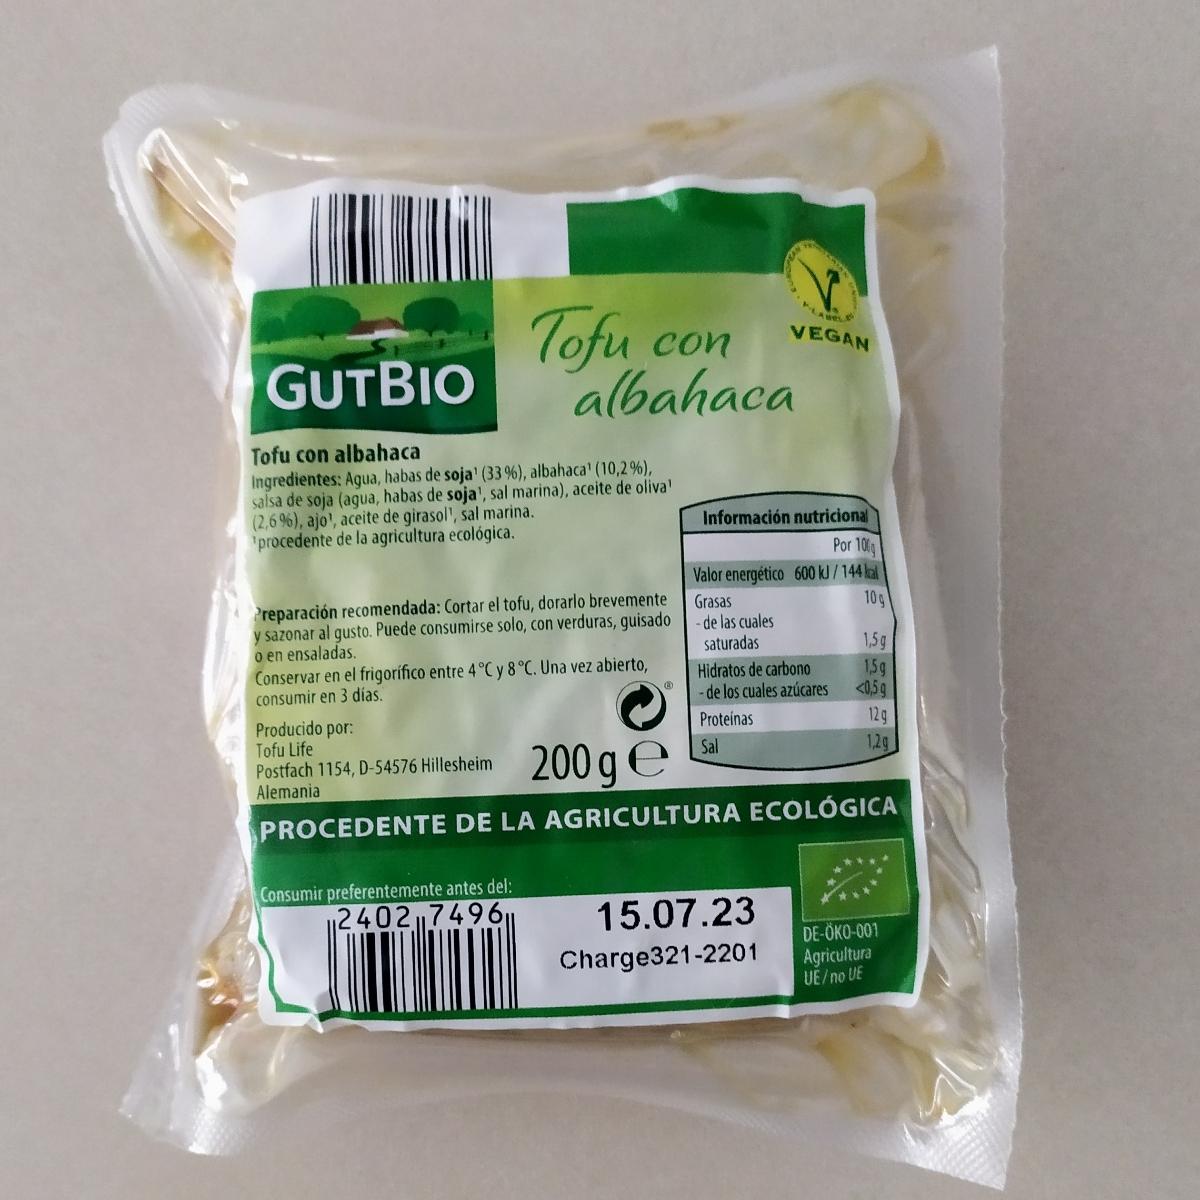 GUTBIO
Tofu con
albahaca
EUROPEAN VEGETARIAN UNION
V-LABEL.EU
VEGAN
Tofu con albahaca
Ingredientes: Agua, habas de soja¹ (33 %), albahaca¹ (10,2 %),
salsa de soja (agua, habas de soja¹, sal marina), aceite de oliva¹
(2,6 %), ajo¹, aceite de girasol¹, sal marina.
¹procedente de la agricultura ecológica.
Preparación recomendada: Cortar el tofu, dorarlo brevemente
y sazonar al gusto. Puede consumirse solo, con verduras, guisado
o en ensaladas.
Conservar en el frigorífico entre 4 °C y 8 °C. Una vez abierto,
consumir en 3 días.
Producido por:
Tofu Life
Postfach 1154, D-54576 Hillesheim
Alemania
200 g e
®
Información nutricional
Por 100 g
Valor energético 600 kJ / 144 kcal
Grasas 10 g
- de las cuales
saturadas 1,5 g
Hidratos de carbono 1,5 g
- de los cuales azúcares <0,5 g
Proteínas 12 g
Sal 1,2 g
PROCEDENTE DE LA AGRICULTURA ECOLÓGICA
Consumir preferentemente antes del:
2402 7496
15.07.23
Charge321-2201
DE-ÖKO-001
Agricultura
UE/no UE